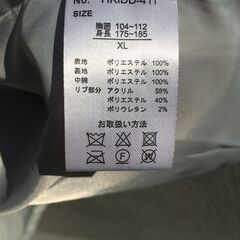 No.
SIZE
胸囲 104~112
身長 175~185
XL
表地 ポリエステル 100%
裏地 ポリエステル 100%
中綿 ポリエステル 100%
リブ部分 アクリル 58%
ポリエステル 40%
ポリウレタン 2%
お取扱い方法